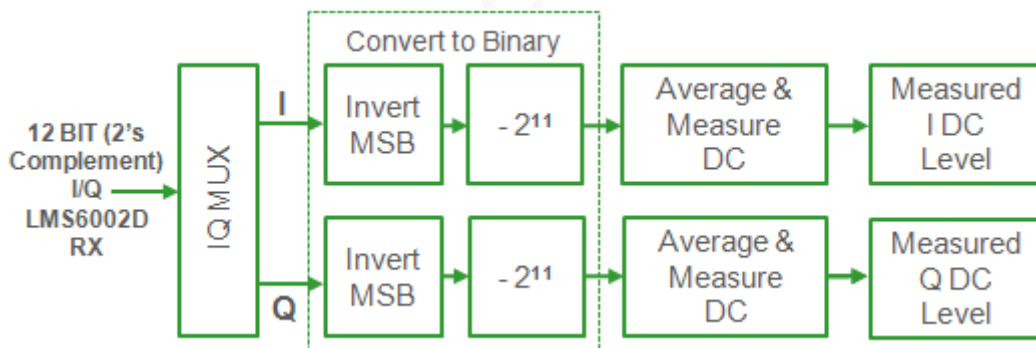 Convert to Binary
12 BIT (2's
Complement)
I/Q
LMS6002D
RX
IQ MUX
I
Invert
MSB
- 2¹¹
Average &
Measure
DC
Measured
I DC
Level
Q
Invert
MSB
- 2¹¹
Average &
Measure
DC
Measured
Q DC
Level